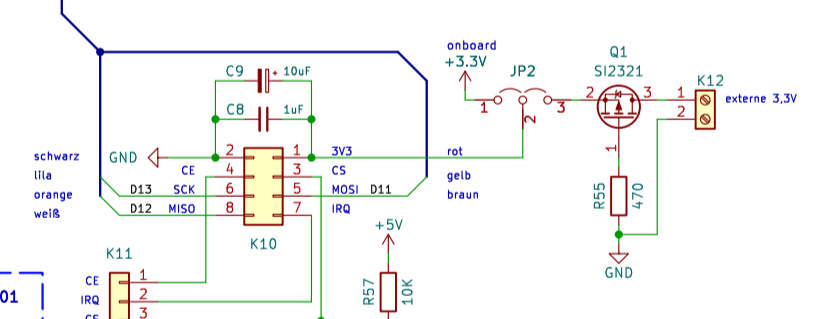 onboard
+3.3V
JP2
1
2
3
Q1
SI2321
2
3
1
K12
1
2
externe 3,3V
C9
+
10uF
C8
1uF
schwarz
GND
2
1
3V3
rot
lila
CE
4
3
CS
gelb
orange
D13
SCK
6
5
MOSI
D11
braun
weiß
D12
MISO
8
7
IRQ
K10
R55
470
GND
+5V
R57
10K
K11
CE
1
IRQ
2
3
01